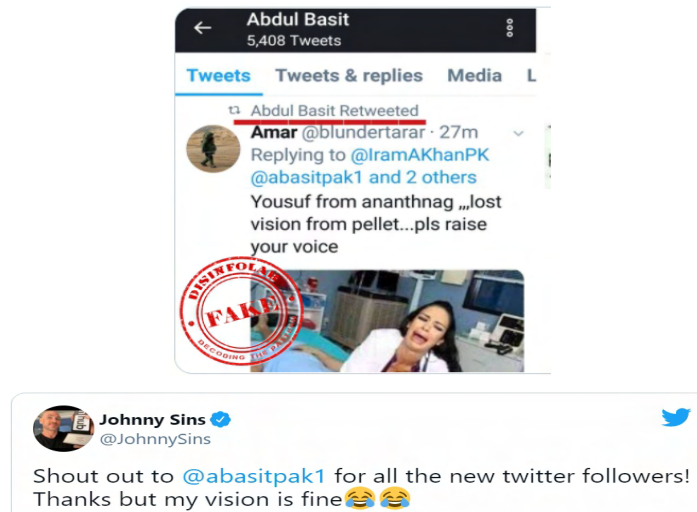 Abdul Basit
5,408 Tweets
Tweets Tweets & replies Media L
Abdul Basit Retweeted
Amar @blundertarar · 27m
Replying to @IramAKhanPK
@abasitpak1 and 2 others
Yousuf from ananthnag ,,,lost
vision from pellet...pls raise
your voice
DISINFOLAB
FAKE
DECODING THE
hub
Johnny Sins
@JohnnySins
Shout out to @abasitpak1 for all the new twitter followers!
Thanks but my vision is fine😂😂